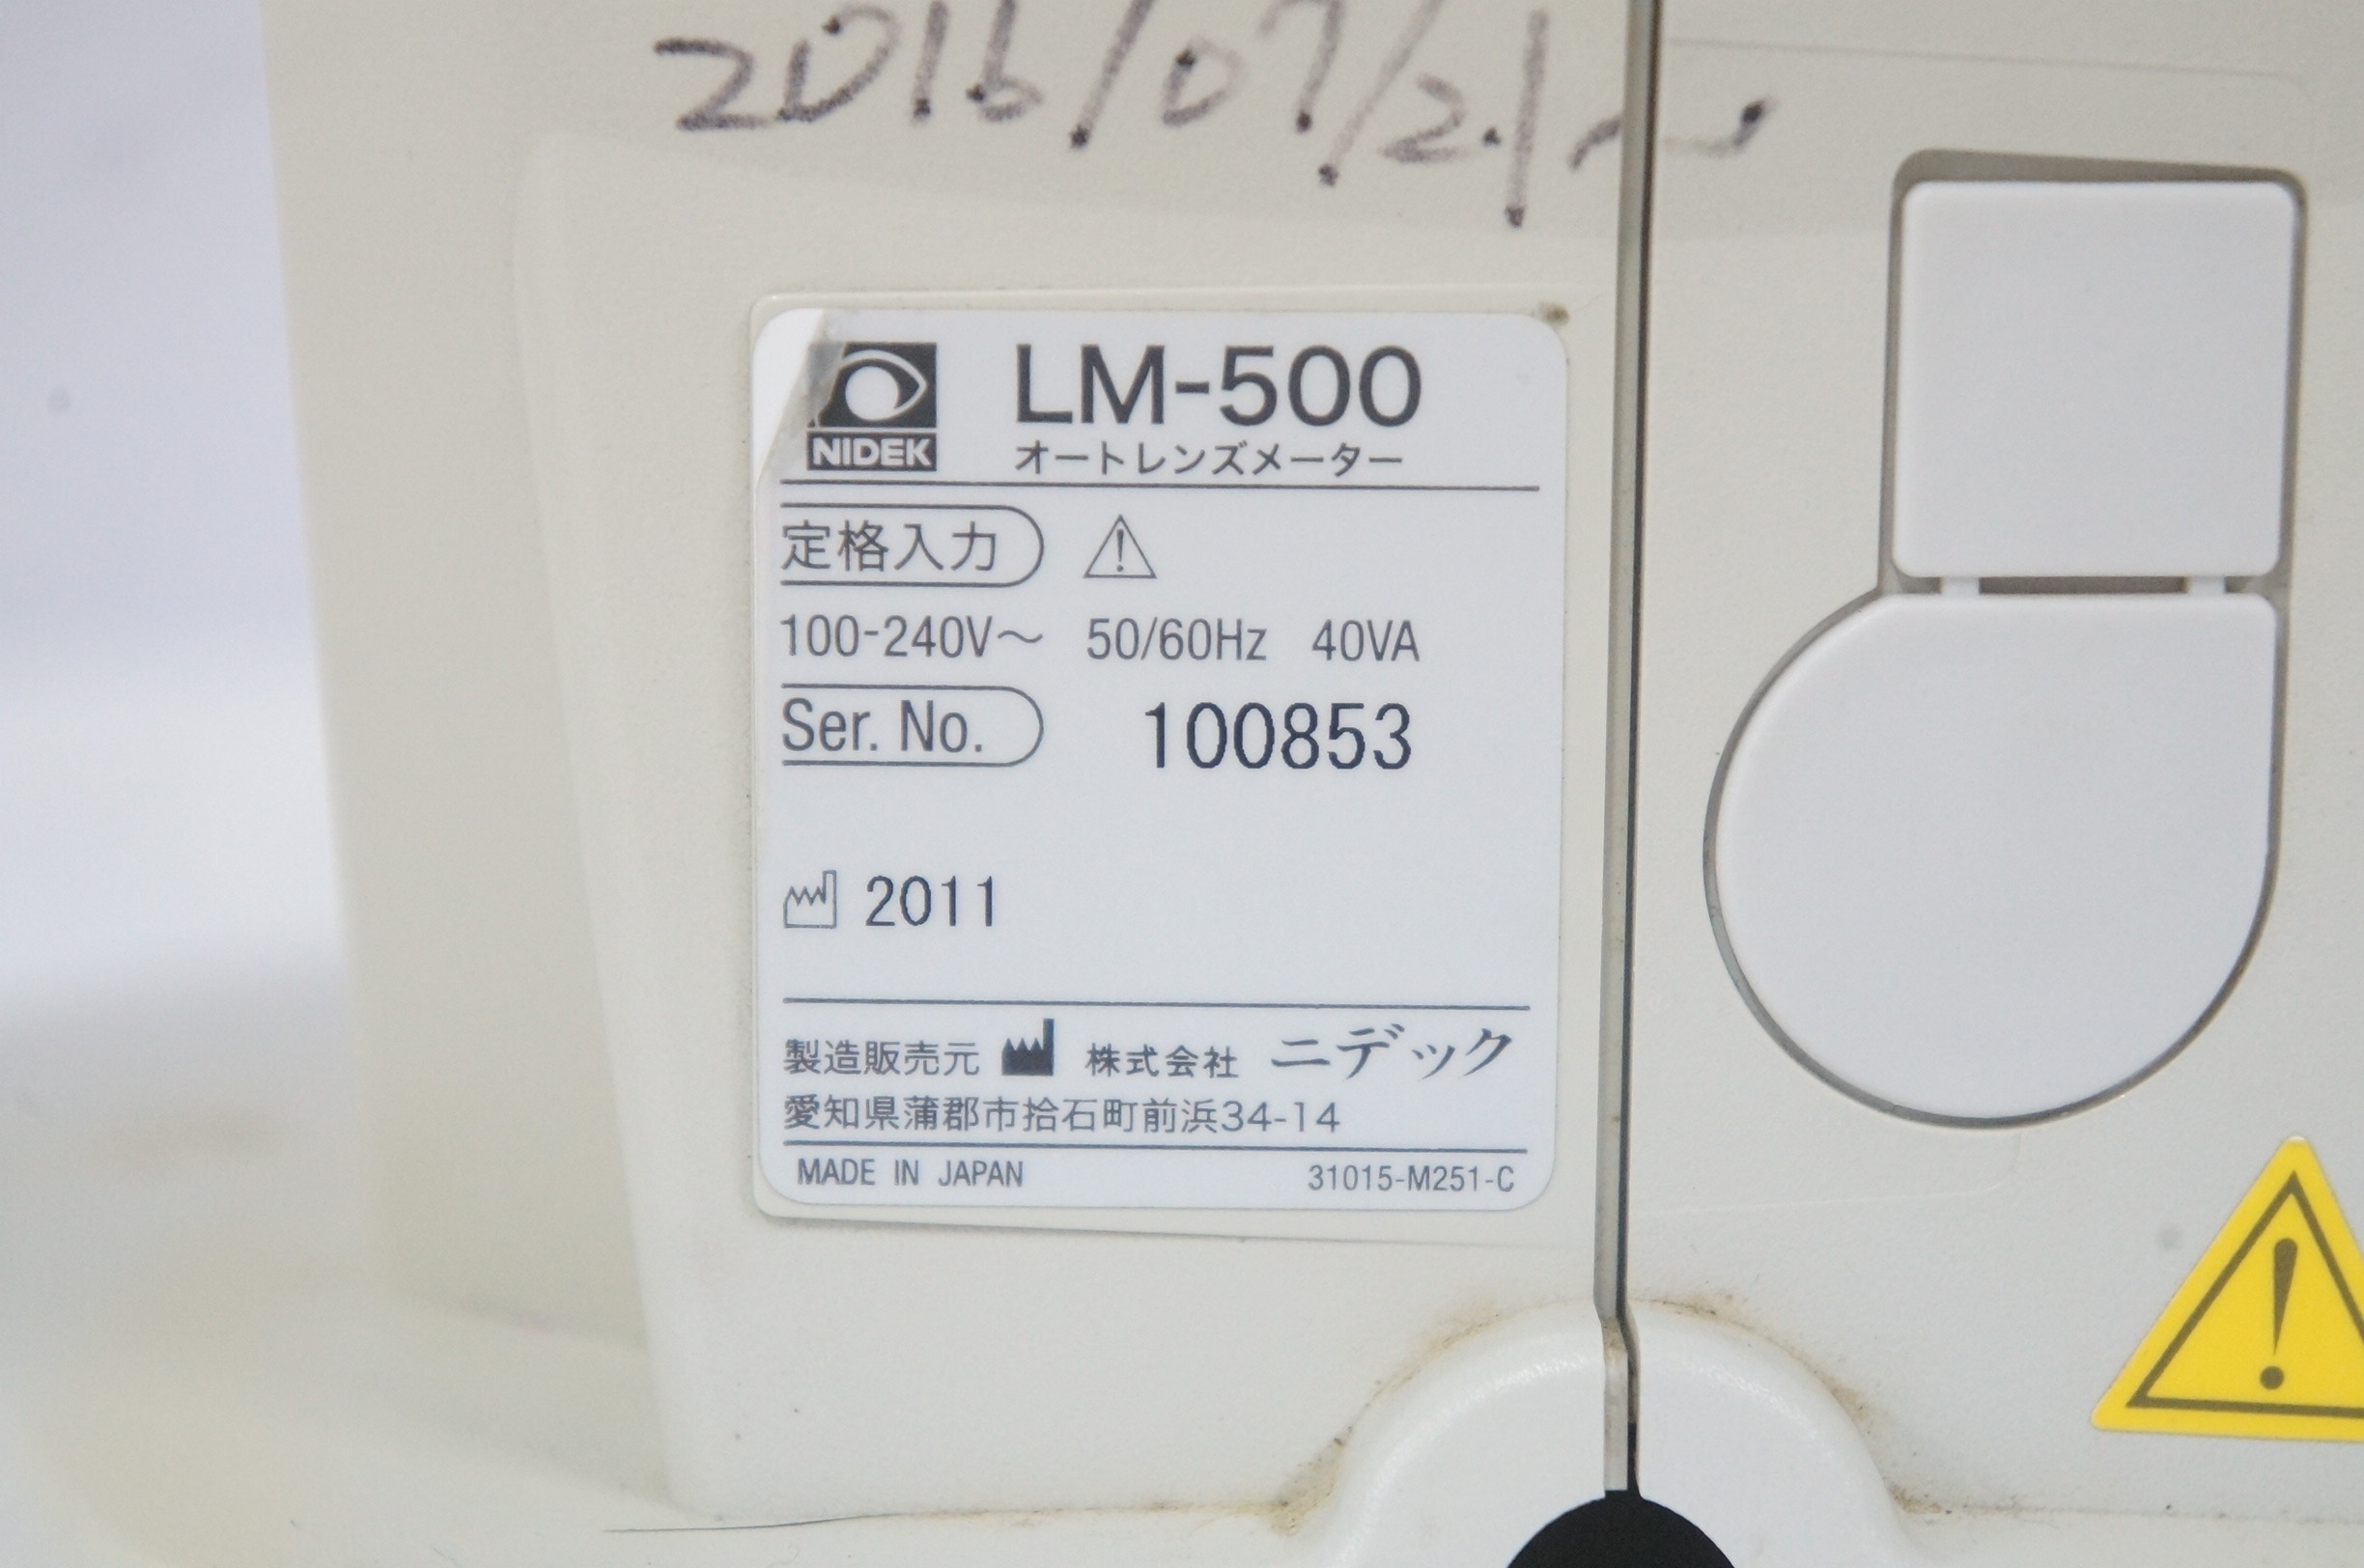 2016/07/21〜
NIDEK
LM-500
オートレンズメーター
定格入力
100-240V〜 50/60Hz 40VA
Ser. No. 100853
2011
製造販売元 株式会社 ニデック
愛知県蒲郡市拾石町前浜34-14
MADE IN JAPAN 31015-M251-C